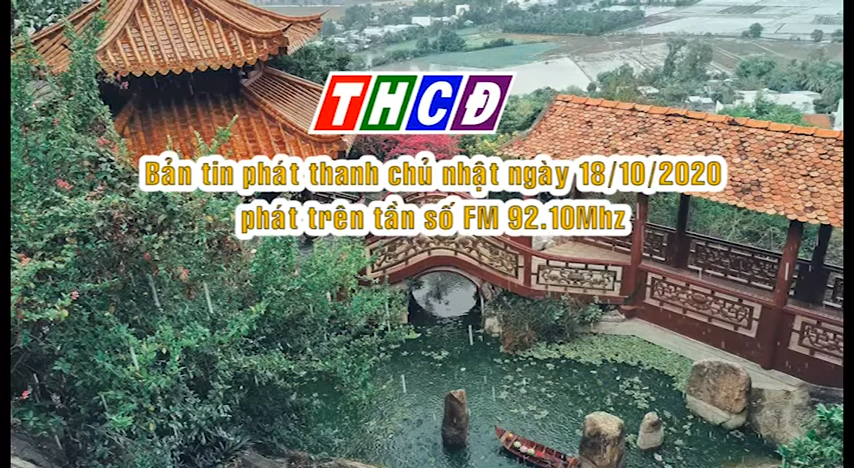 THCĐ
Bản tin phát thanh chủ nhật ngày 18/10/2020
phát trên tần số FM 92.10Mhz